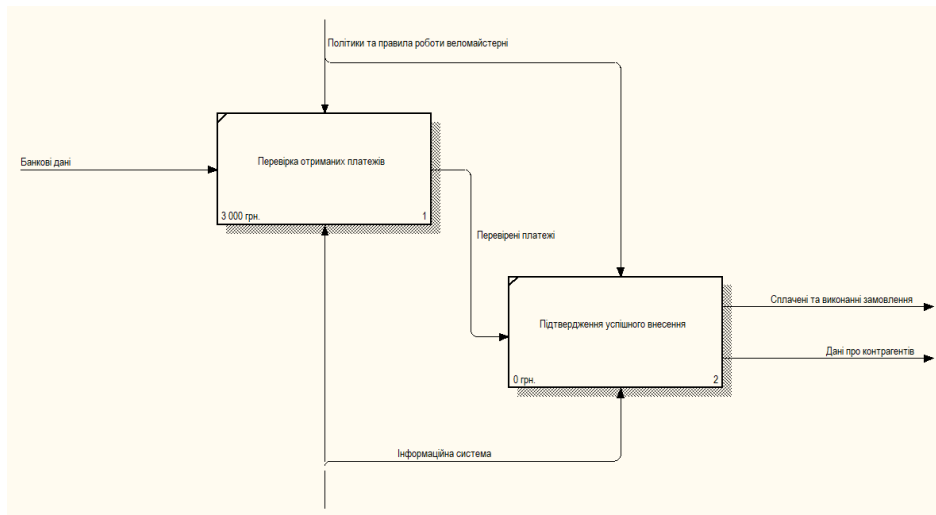 Політики та правила роботи веломайстерні
Банкові дані
Перевірка отриманих платежів
3 000 грн.
1
Перевірені платежі
Сплачені та виконанні замовлення
Підтвердження успішного внесення
Дані про контрагентів
0 грн.
2
Інформаційна система